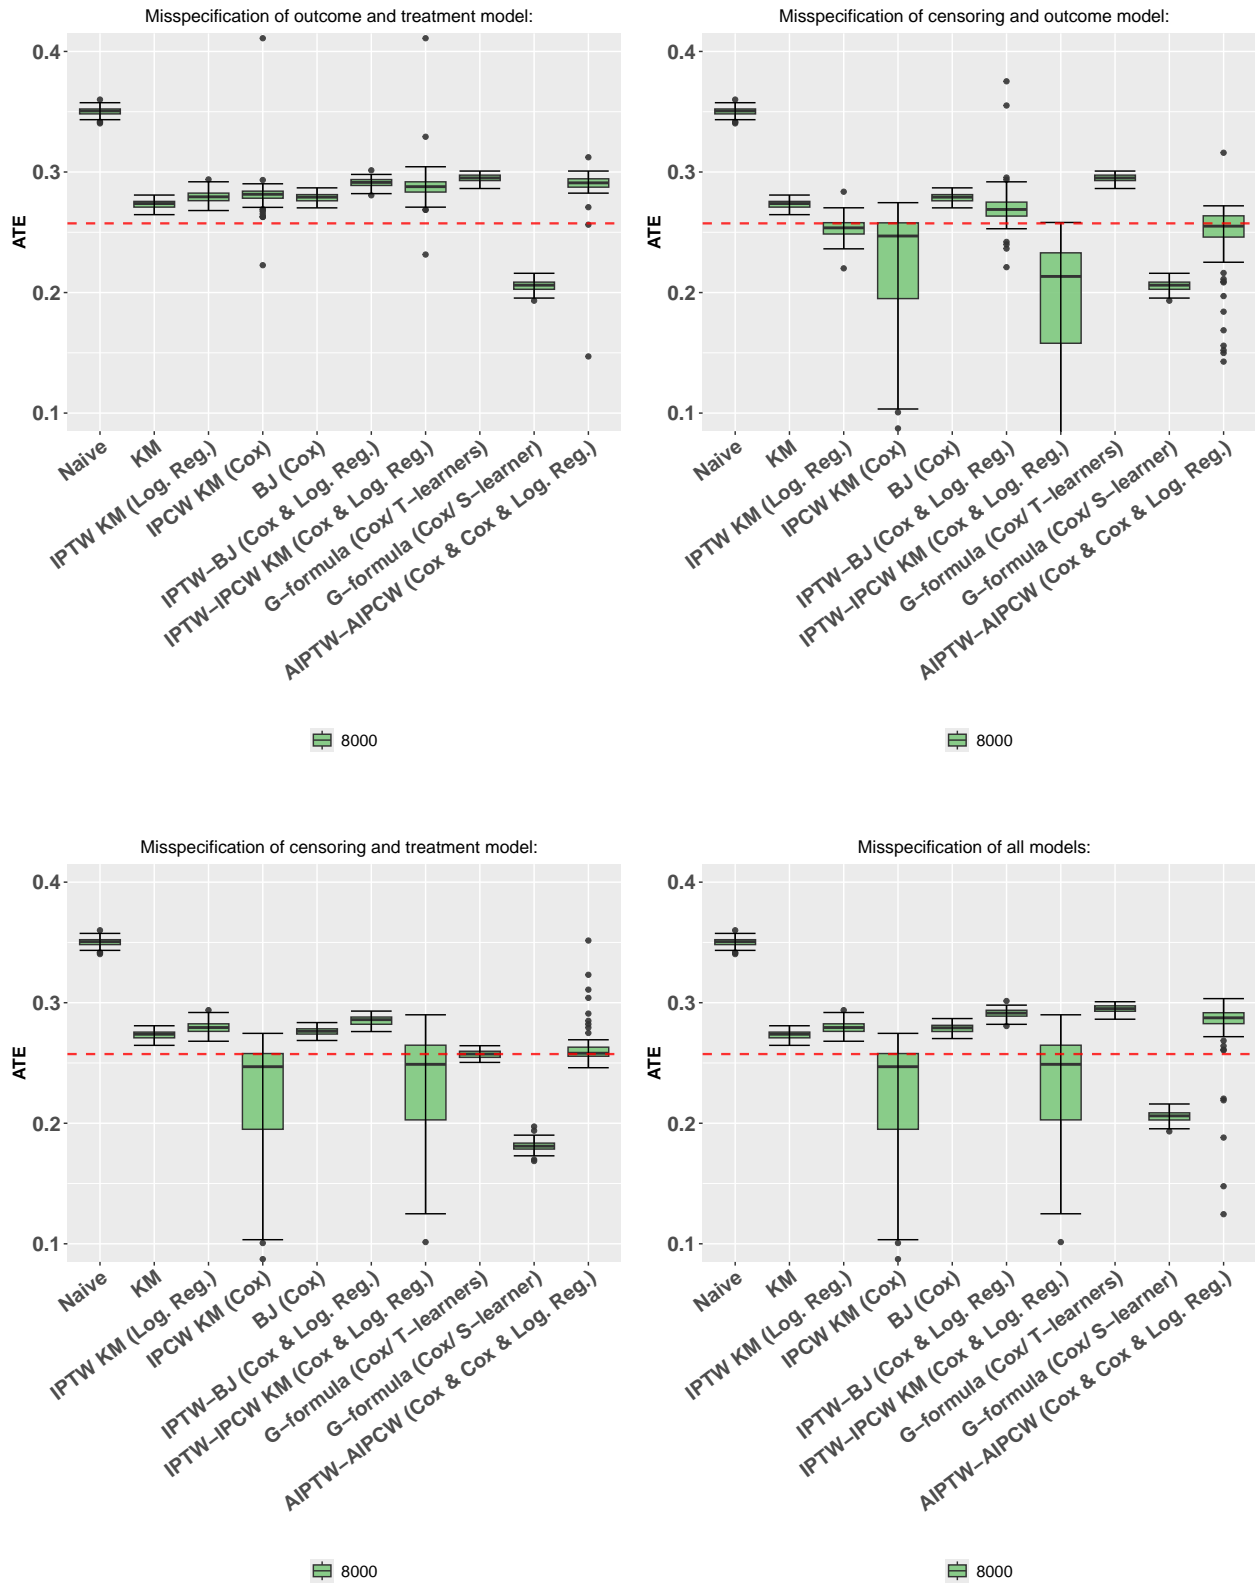 Misspecification of outcome and treatment model:
0.4
0.3
0.2
0.1
ATE
Naive
KM
IPTW KM (Log. Reg.)
IPCW KM (Cox)
BJ (Cox)
IPTW−BJ (Cox & Log. Reg.)
IPTW−IPCW KM (Cox & Log. Reg.)
G−formula (Cox/ T−learners)
G−formula (Cox/ S−learner)
AIPTW−AIPCW (Cox & Cox & Log. Reg.)
8000
Misspecification of censoring and outcome model:
0.4
0.3
0.2
0.1
ATE
Naive
KM
IPTW KM (Log. Reg.)
IPCW KM (Cox)
BJ (Cox)
IPTW−BJ (Cox & Log. Reg.)
IPTW−IPCW KM (Cox & Log. Reg.)
G−formula (Cox/ T−learners)
G−formula (Cox/ S−learner)
AIPTW−AIPCW (Cox & Cox & Log. Reg.)
8000
Misspecification of censoring and treatment model:
0.4
0.3
0.2
0.1
ATE
Naive
KM
IPTW KM (Log. Reg.)
IPCW KM (Cox)
BJ (Cox)
IPTW−BJ (Cox & Log. Reg.)
IPTW−IPCW KM (Cox & Log. Reg.)
G−formula (Cox/ T−learners)
G−formula (Cox/ S−learner)
AIPTW−AIPCW (Cox & Cox & Log. Reg.)
8000
Misspecification of all models:
0.4
0.3
0.2
0.1
ATE
Naive
KM
IPTW KM (Log. Reg.)
IPCW KM (Cox)
BJ (Cox)
IPTW−BJ (Cox & Log. Reg.)
IPTW−IPCW KM (Cox & Log. Reg.)
G−formula (Cox/ T−learners)
G−formula (Cox/ S−learner)
AIPTW−AIPCW (Cox & Cox & Log. Reg.)
8000